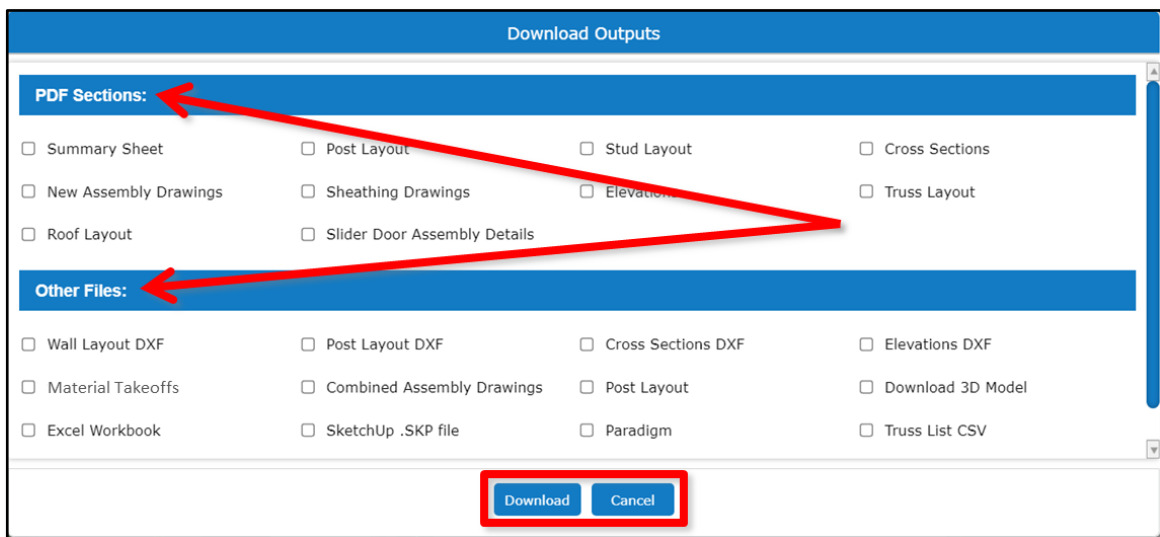 Download Outputs
PDF Sections:
Summary Sheet Post Layout Stud Layout Cross Sections
New Assembly Drawings Sheathing Drawings Elevations Truss Layout
Roof Layout Slider Door Assembly Details
Other Files:
Wall Layout DXF Post Layout DXF Cross Sections DXF Elevations DXF
Material Takeoffs Combined Assembly Drawings Post Layout Download 3D Model
Excel Workbook SketchUp .SKP file Paradigm Truss List CSV
Download Cancel